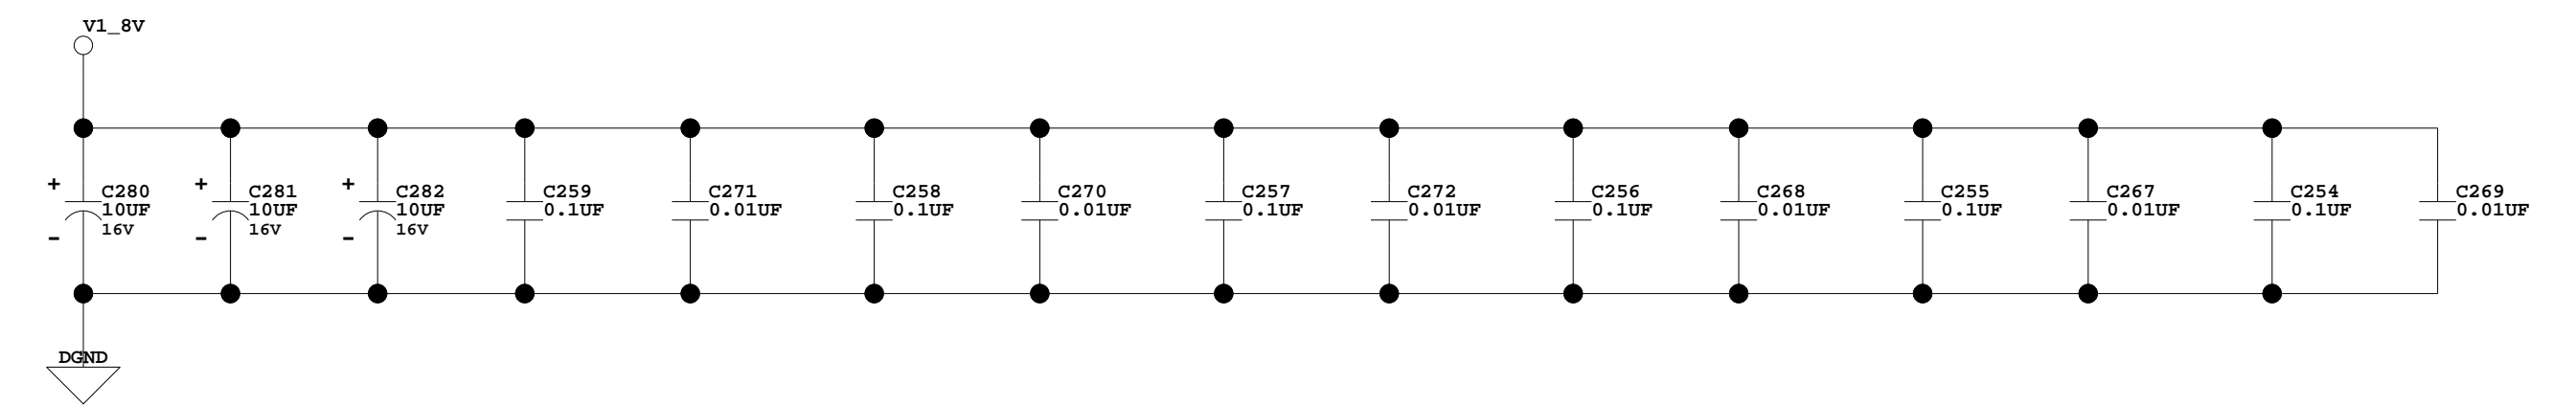 V1_8V
+
C280
10UF
16V
-
+
C281
10UF
16V
-
+
C282
10UF
16V
-
C259
0.1UF
C271
0.01UF
C258
0.1UF
C270
0.01UF
C257
0.1UF
C272
0.01UF
C256
0.1UF
C268
0.01UF
C255
0.1UF
C267
0.01UF
C254
0.1UF
C269
0.01UF
DGND